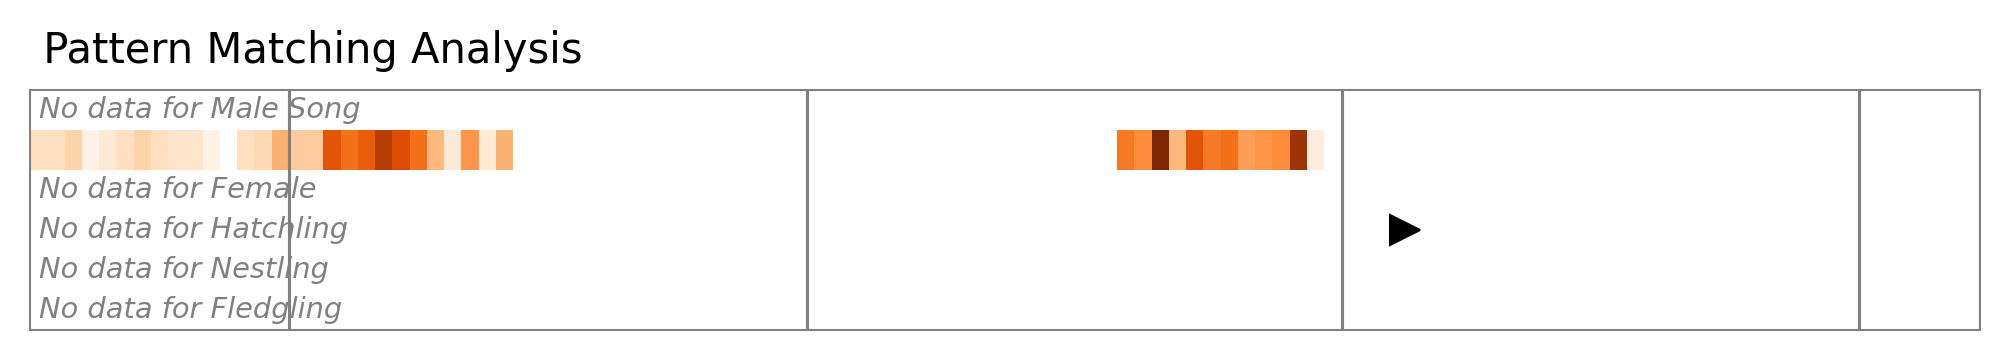 Pattern Matching Analysis
No data for Male Song
No data for Female
No data for Hatchling
No data for Nestling
No data for Fledgling